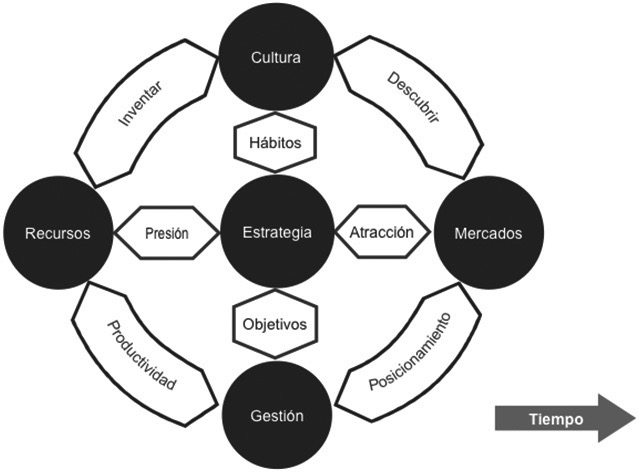 Cultura
Inventar
Descubrir
Hábitos
Recursos
Presión
Estrategia
Atracción
Mercados
Objetivos
Productividad
Posicionamiento
Gestión
Tiempo